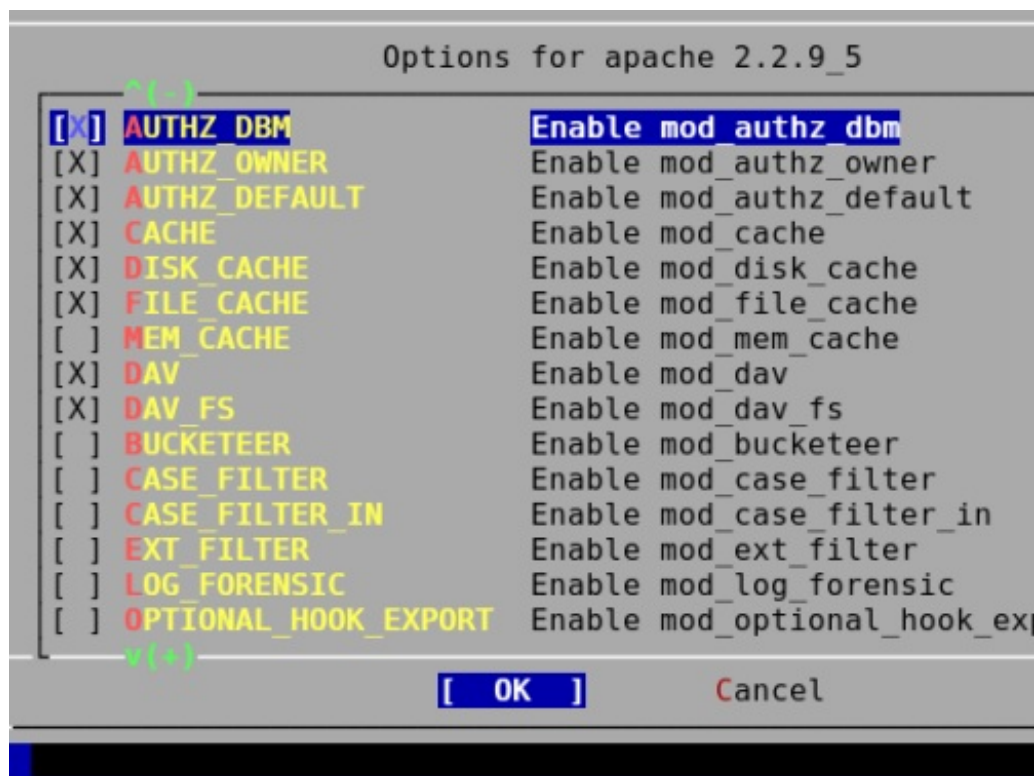 Options for apache 2.2.9_5
^(-)
[X] AUTHZ_DBM Enable mod_authz_dbm
[X] AUTHZ_OWNER Enable mod_authz_owner
[X] AUTHZ_DEFAULT Enable mod_authz_default
[X] CACHE Enable mod_cache
[X] DISK_CACHE Enable mod_disk_cache
[X] FILE_CACHE Enable mod_file_cache
[ ] MEM_CACHE Enable mod_mem_cache
[X] DAV Enable mod_dav
[X] DAV_FS Enable mod_dav_fs
[ ] BUCKETEER Enable mod_bucketeer
[ ] CASE_FILTER Enable mod_case_filter
[ ] CASE_FILTER_IN Enable mod_case_filter_in
[ ] EXT_FILTER Enable mod_ext_filter
[ ] LOG_FORENSIC Enable mod_log_forensic
[ ] OPTIONAL_HOOK_EXPORT Enable mod_optional_hook_exp
v(+)
[ OK ] Cancel